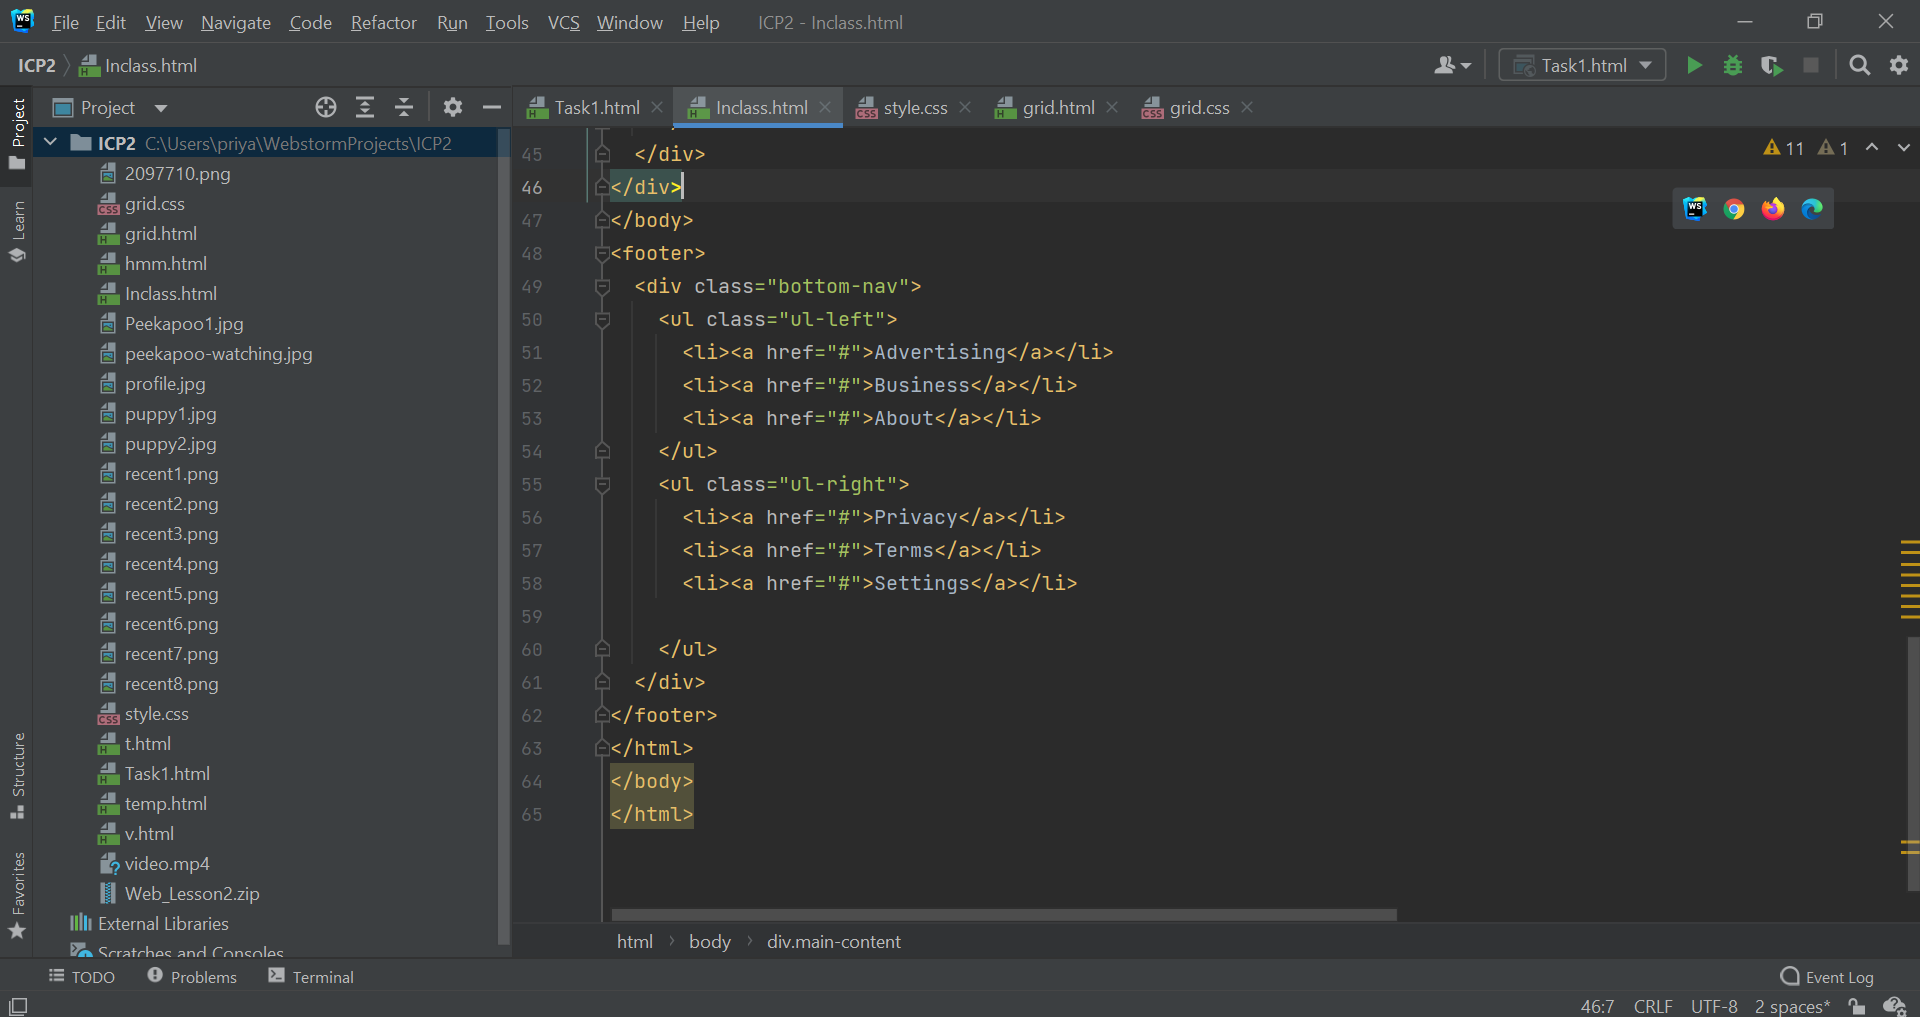 File Edit View Navigate Code Refactor Run Tools VCS Window Help ICP2 - Inclass.html
ICP2 Inclass.html Task1.html
Project
Project
Task1.html Inclass.html style.css grid.html grid.css
ICP2 C:\Users\priya\WebstormProjects\ICP2
2097710.png
grid.css
grid.html
hmm.html
Inclass.html
Peekapoo1.jpg
peekapoo-watching.jpg
profile.jpg
puppy1.jpg
puppy2.jpg
recent1.png
recent2.png
recent3.png
recent4.png
recent5.png
recent6.png
recent7.png
recent8.png
style.css
t.html
Task1.html
temp.html
v.html
video.mp4
Web_Lesson2.zip
External Libraries
Scratches and Consoles
Learn
Structure
Favorites
11 1
45 </div>
46 </div>
47 </body>
48 <footer>
49 <div class="bottom-nav">
50 <ul class="ul-left">
51 <li><a href="#">Advertising</a></li>
52 <li><a href="#">Business</a></li>
53 <li><a href="#">About</a></li>
54 </ul>
55 <ul class="ul-right">
56 <li><a href="#">Privacy</a></li>
57 <li><a href="#">Terms</a></li>
58 <li><a href="#">Settings</a></li>
59
60 </ul>
61 </div>
62 </footer>
63 </html>
64 </body>
65 </html>
html body div.main-content
TODO Problems Terminal Event Log
46:7 CRLF UTF-8 2 spaces*